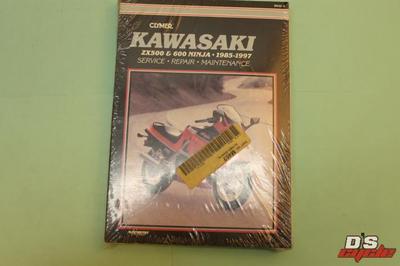 CLYMER
KAWASAKI
ZX500 & 600 NINJA • 1985-1997
SERVICE • REPAIR • MAINTENANCE
D'S
cycle